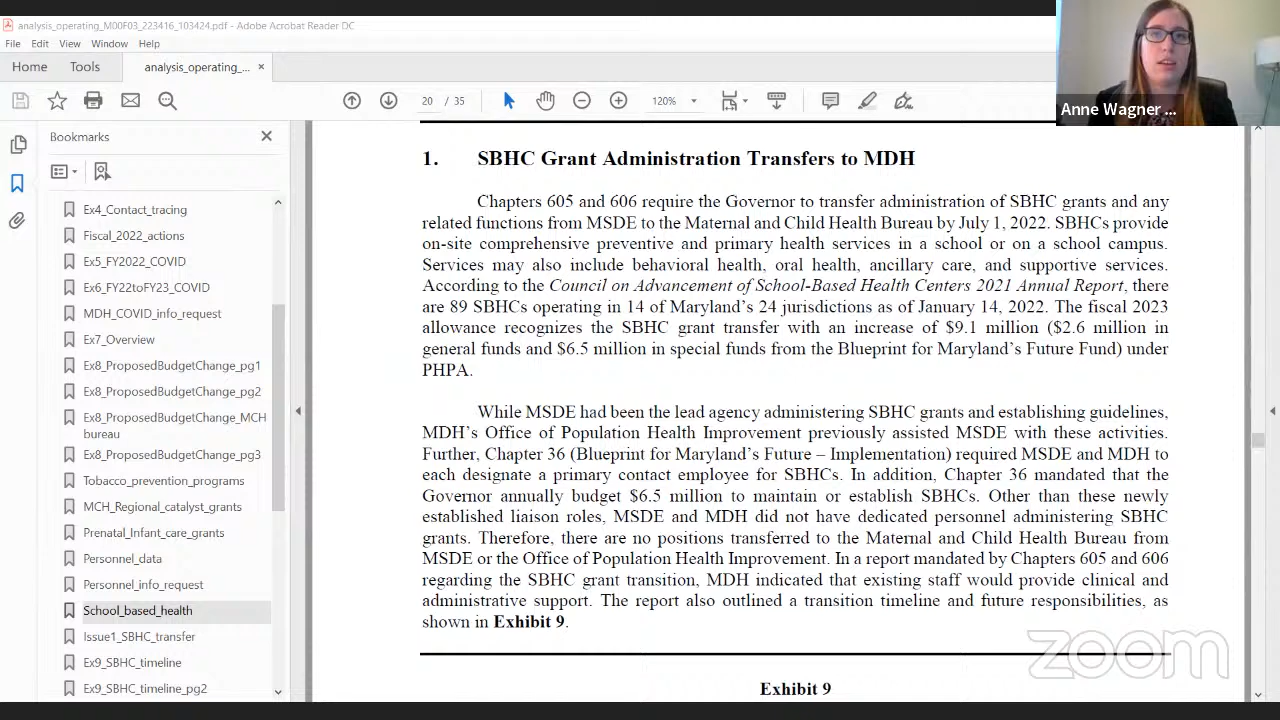 analysis_operating_M00F03_223416_103424.pdf - Adobe Acrobat Reader DC
File Edit View Window Help
Home Tools analysis_operating_... ×
20 / 35 120%
Anne Wagner ...
Bookmarks
Ex4_Contact_tracing
Fiscal_2022_actions
Ex5_FY2022_COVID
Ex6_FY22toFY23_COVID
MDH_COVID_info_request
Ex7_Overview
Ex8_ProposedBudgetChange_pg1
Ex8_ProposedBudgetChange_pg2
Ex8_ProposedBudgetChange_MCH
bureau
Ex8_ProposedBudgetChange_pg3
Tobacco_prevention_programs
MCH_Regional_catalyst_grants
Prenatal_Infant_care_grants
Personnel_data
Personnel_info_request
School_based_health
Issue1_SBHC_transfer
Ex9_SBHC_timeline
Ex9_SBHC_timeline_pg2
1. SBHC Grant Administration Transfers to MDH
Chapters 605 and 606 require the Governor to transfer administration of SBHC grants and any
related functions from MSDE to the Maternal and Child Health Bureau by July 1, 2022. SBHCs provide
on-site comprehensive preventive and primary health services in a school or on a school campus.
Services may also include behavioral health, oral health, ancillary care, and supportive services.
According to the Council on Advancement of School-Based Health Centers 2021 Annual Report, there
are 89 SBHCs operating in 14 of Maryland's 24 jurisdictions as of January 14, 2022. The fiscal 2023
allowance recognizes the SBHC grant transfer with an increase of $9.1 million ($2.6 million in
general funds and $6.5 million in special funds from the Blueprint for Maryland's Future Fund) under
PHPA.
While MSDE had been the lead agency administering SBHC grants and establishing guidelines,
MDH's Office of Population Health Improvement previously assisted MSDE with these activities.
Further, Chapter 36 (Blueprint for Maryland's Future – Implementation) required MSDE and MDH to
each designate a primary contact employee for SBHCs. In addition, Chapter 36 mandated that the
Governor annually budget $6.5 million to maintain or establish SBHCs. Other than these newly
established liaison roles, MSDE and MDH did not have dedicated personnel administering SBHC
grants. Therefore, there are no positions transferred to the Maternal and Child Health Bureau from
MSDE or the Office of Population Health Improvement. In a report mandated by Chapters 605 and 606
regarding the SBHC grant transition, MDH indicated that existing staff would provide clinical and
administrative support. The report also outlined a transition timeline and future responsibilities, as
shown in Exhibit 9.
Exhibit 9
zoom